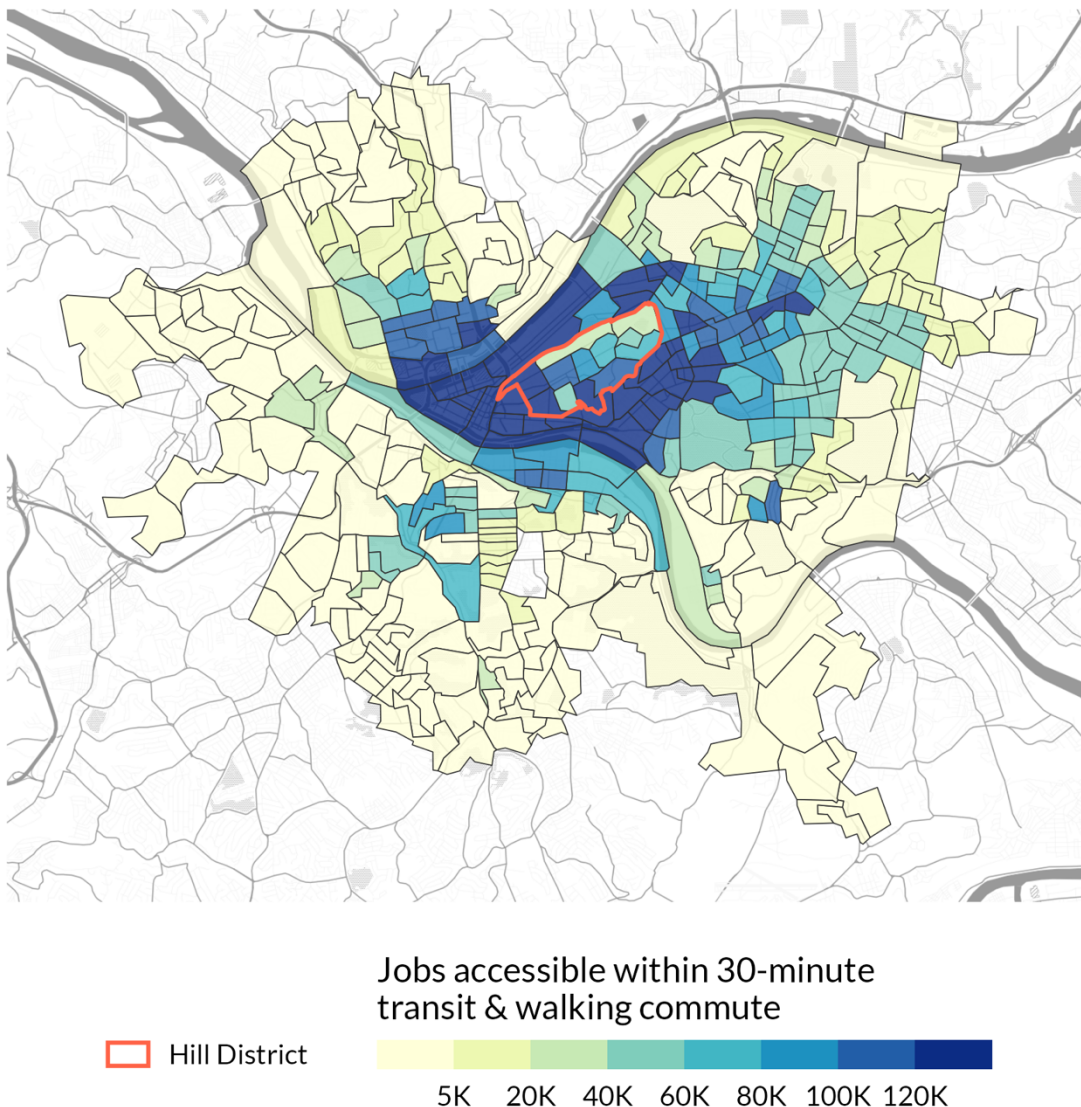 Jobs accessible within 30-minute
transit & walking commute
Hill District
5K 20K 40K 60K 80K 100K 120K